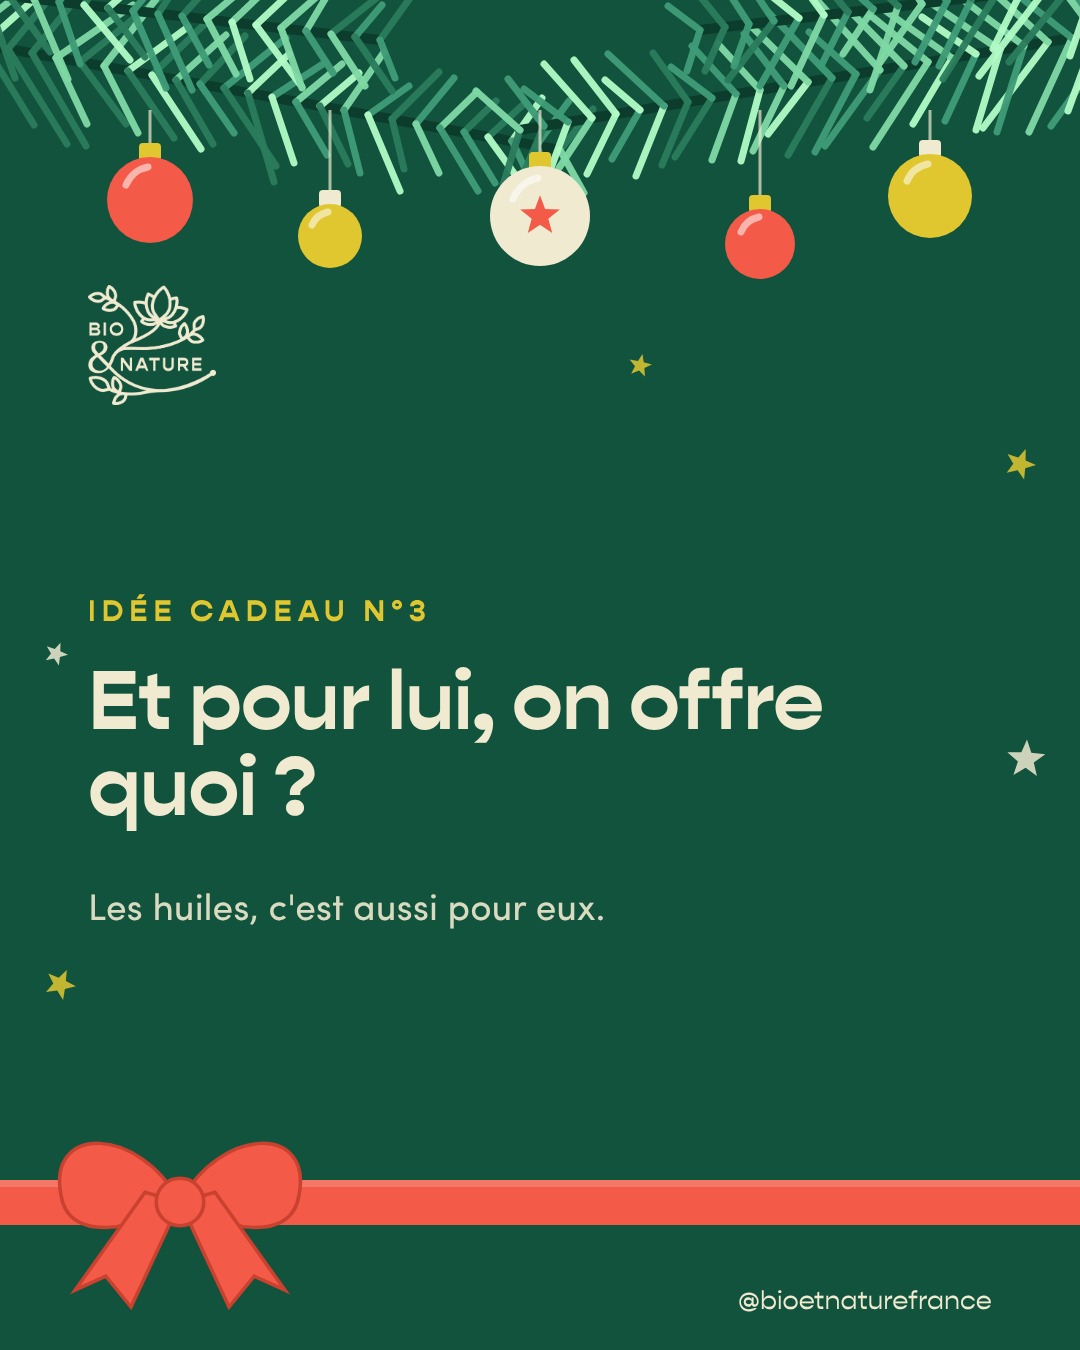 BIO
& NATURE
IDÉE CADEAU N°3
Et pour lui, on offre
quoi ?
Les huiles, c'est aussi pour eux.
@bioetnaturefrance